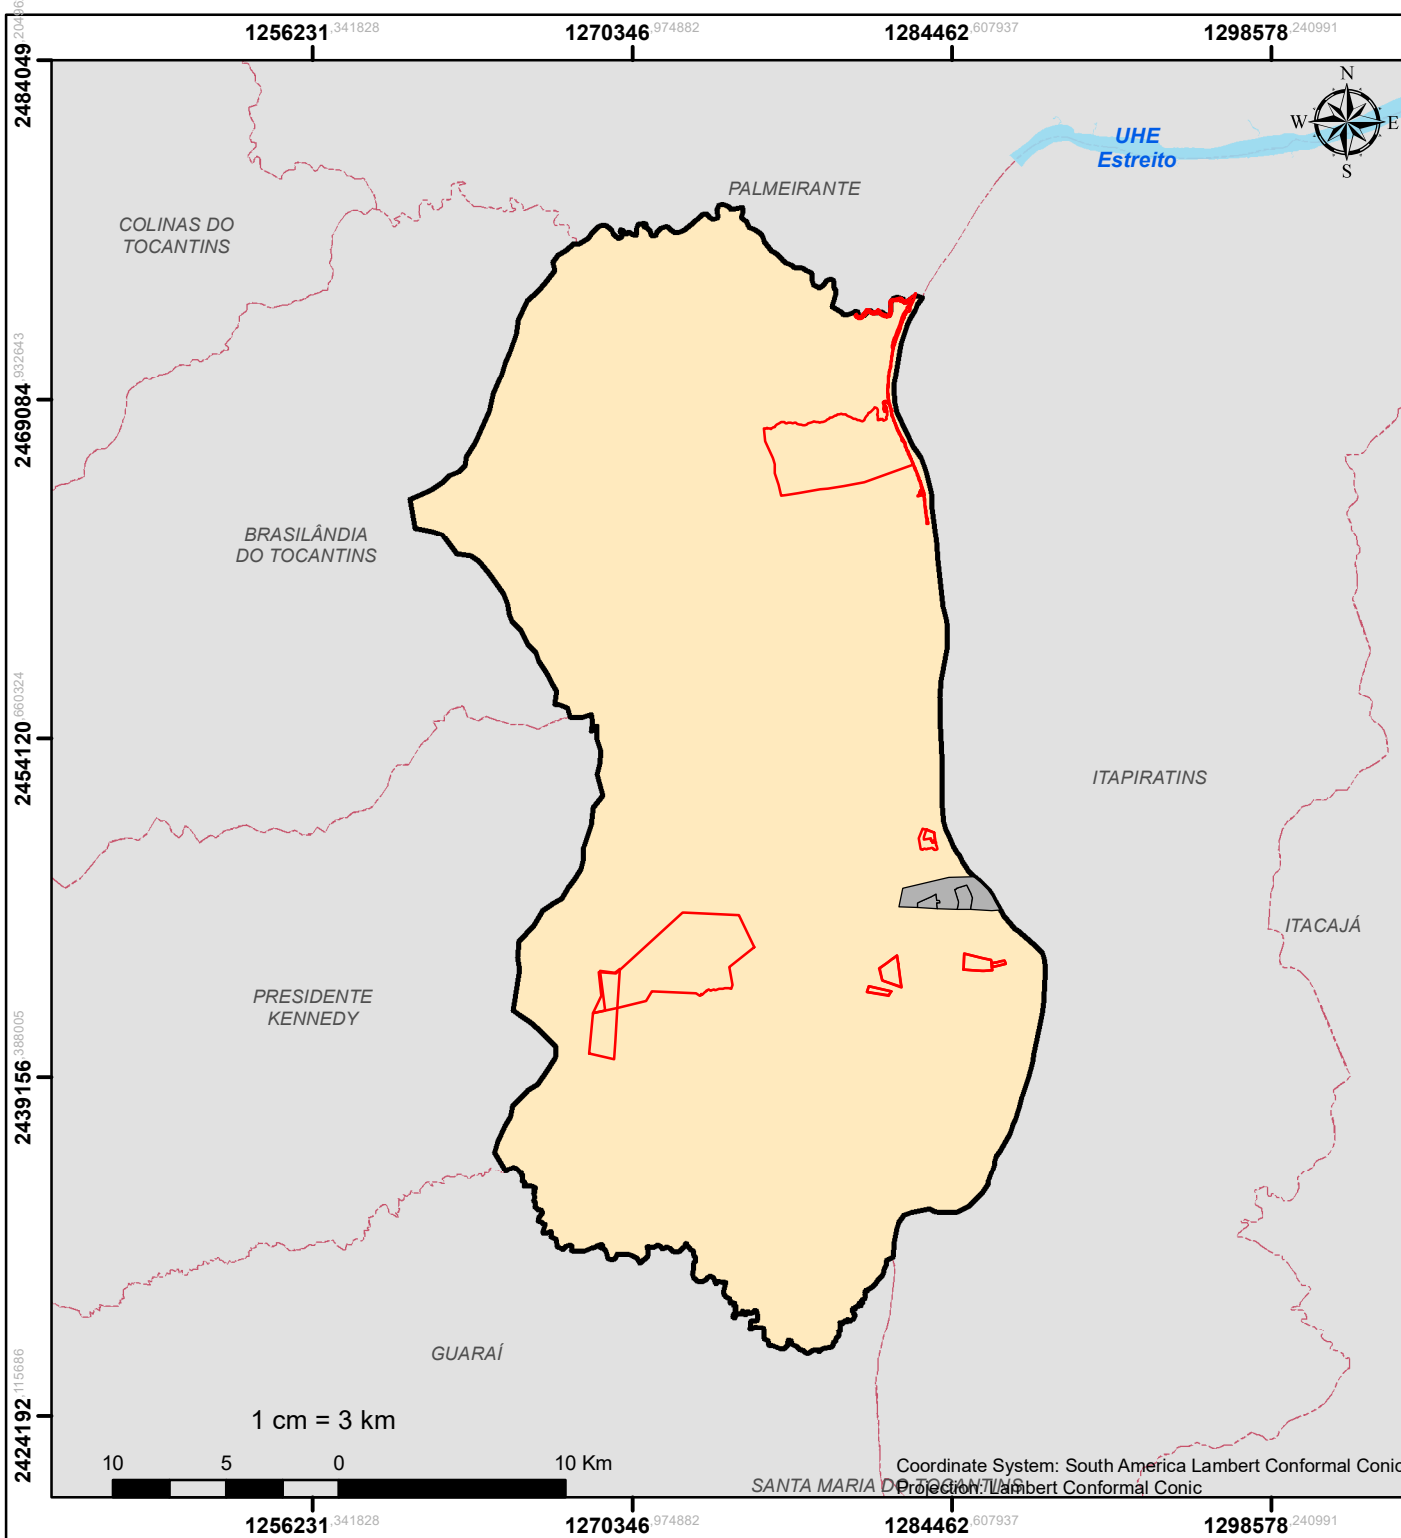 1256231,341828 1270346,974882 1284462,607937 1298578,240991
2484049,20496
N
W E
S
UHE
Estreito
PALMEIRANTE
COLINAS DO
TOCANTINS
2469084,932643
BRASILÂNDIA
DO TOCANTINS
2454120,660324
ITAPIRATINS
ITACAJÁ
PRESIDENTE
KENNEDY
2439156,388005
GUARAÍ
2424192,115686
1 cm = 3 km
10 5 0 10 Km
Coordinate System: South America Lambert Conformal Conic
SANTA MARIA DO TOCANTINS
Projection: Lambert Conformal Conic
1256231,341828 1270346,974882 1284462,607937 1298578,240991